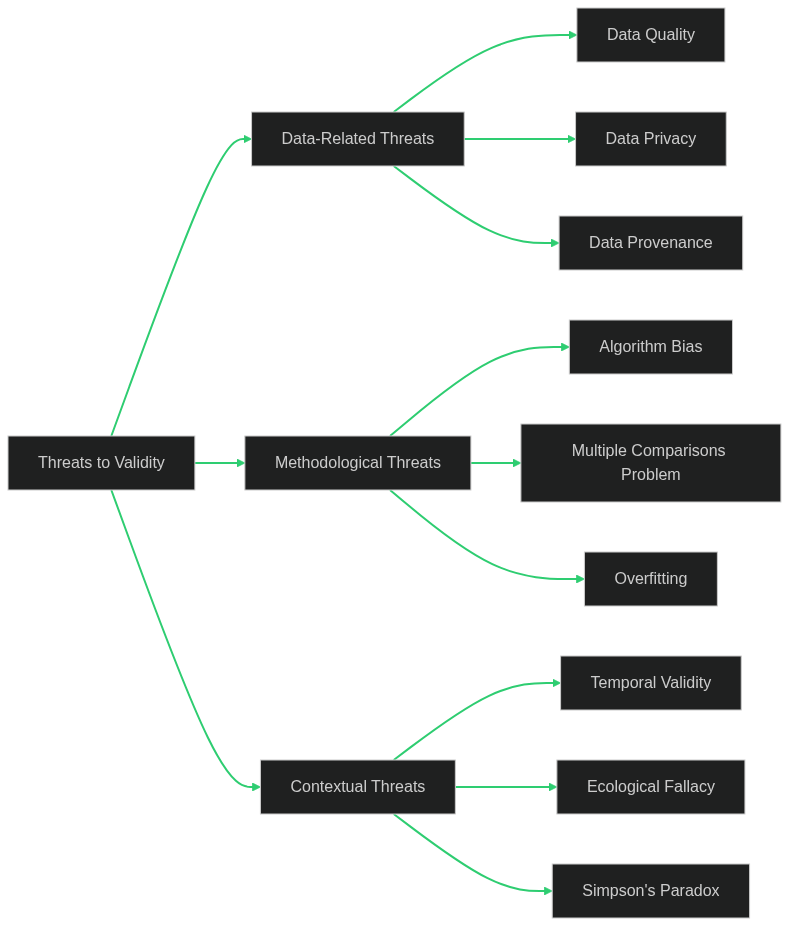 Threats to Validity
Data-Related Threats
Data Quality
Data Privacy
Data Provenance
Methodological Threats
Algorithm Bias
Multiple Comparisons
Problem
Overfitting
Contextual Threats
Temporal Validity
Ecological Fallacy
Simpson's Paradox